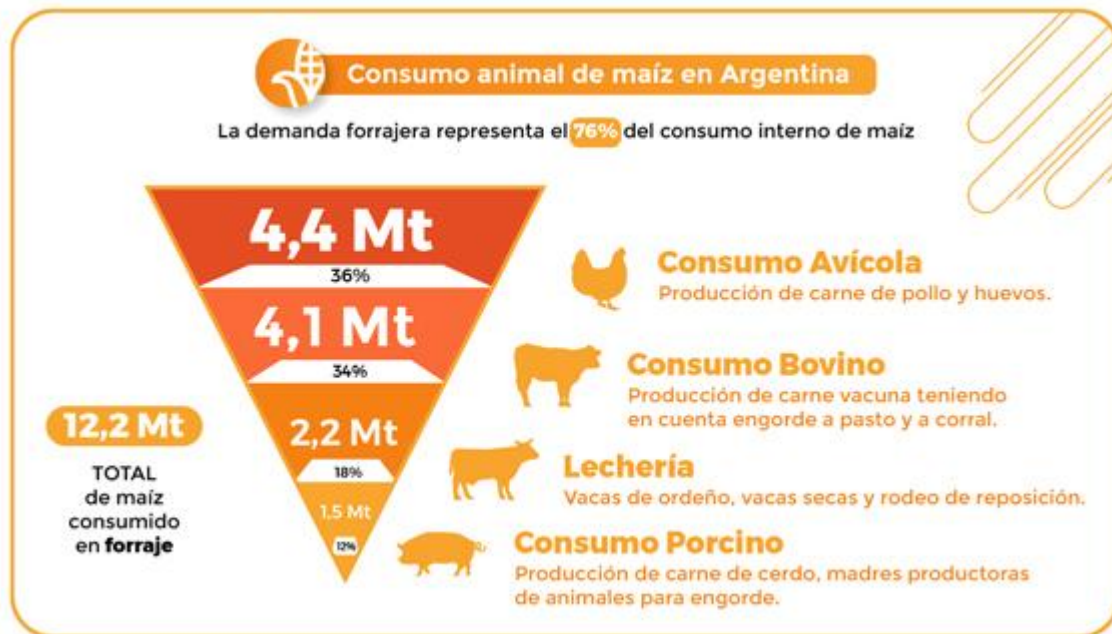 Consumo animal de maíz en Argentina
La demanda forrajera representa el 76% del consumo interno de maíz
4,4 Mt
36%
Consumo Avícola
Producción de carne de pollo y huevos.
4,1 Mt
34%
Consumo Bovino
Producción de carne vacuna teniendo
en cuenta engorde a pasto y a corral.
12,2 Mt
TOTAL
de maíz
consumido
en forraje
2,2 Mt
18%
Lechería
Vacas de ordeño, vacas secas y rodeo de reposición.
1,5 Mt
12%
Consumo Porcino
Producción de carne de cerdo, madres productoras
de animales para engorde.